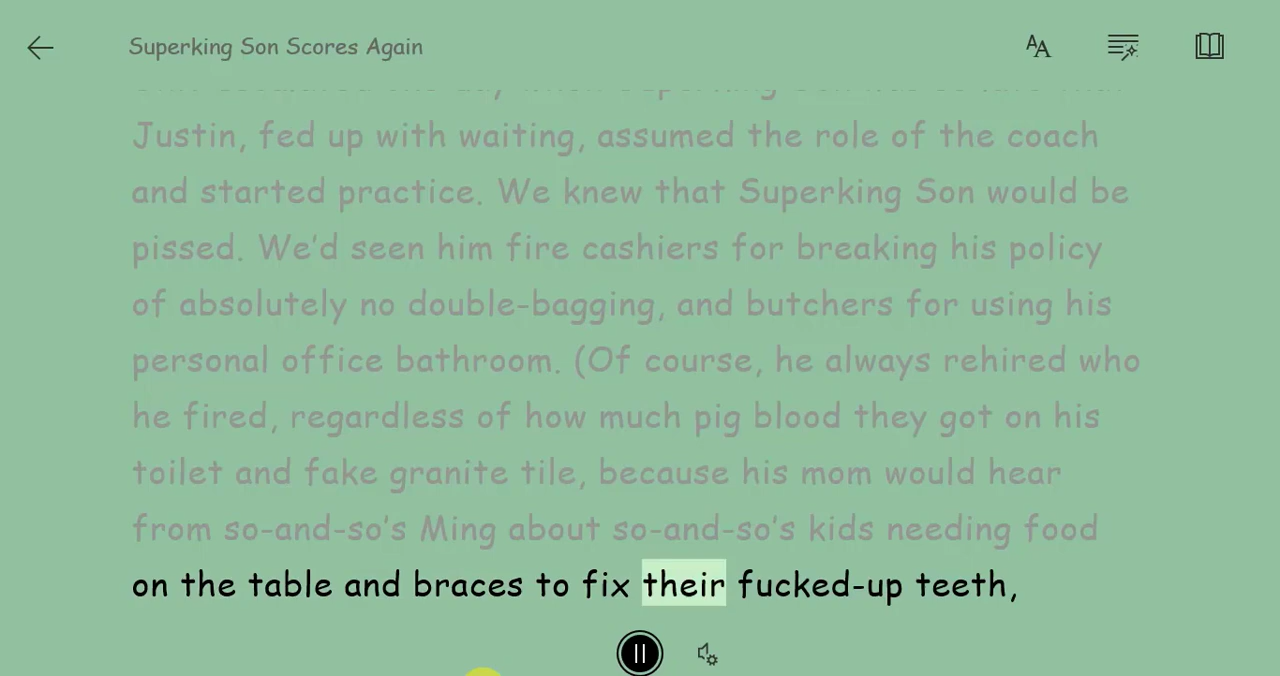 Superking Son Scores Again
Justin, fed up with waiting, assumed the role of the coach
and started practice. We knew that Superking Son would be
pissed. We'd seen him fire cashiers for breaking his policy
of absolutely no double-bagging, and butchers for using his
personal office bathroom. (Of course, he always rehired who
he fired, regardless of how much pig blood they got on his
toilet and fake granite tile, because his mom would hear
from so-and-so's Ming about so-and-so's kids needing food
on the table and braces to fix their fucked-up teeth,